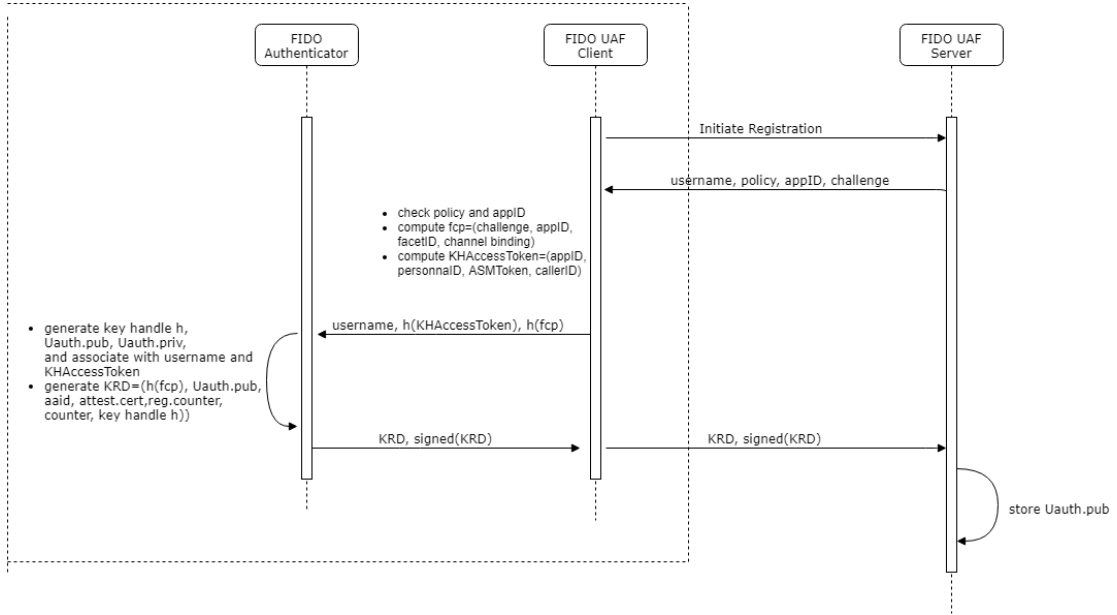 FIDO
Authenticator
FIDO UAF
Client
FIDO UAF
Server
Initiate Registration
username, policy, appID, challenge
• check policy and appID
• compute fcp=(challenge, appID,
facetID, channel binding)
• compute KHAccessToken=(appID,
personnaID, ASMToken, callerID)
username, h(KHAccessToken), h(fcp)
• generate key handle h,
Uauth.pub, Uauth.priv,
and associate with username and
KHAccessToken
• generate KRD=(h(fcp), Uauth.pub,
aaid, attest.cert,reg.counter,
counter, key handle h))
KRD, signed(KRD)
KRD, signed(KRD)
store Uauth.pub